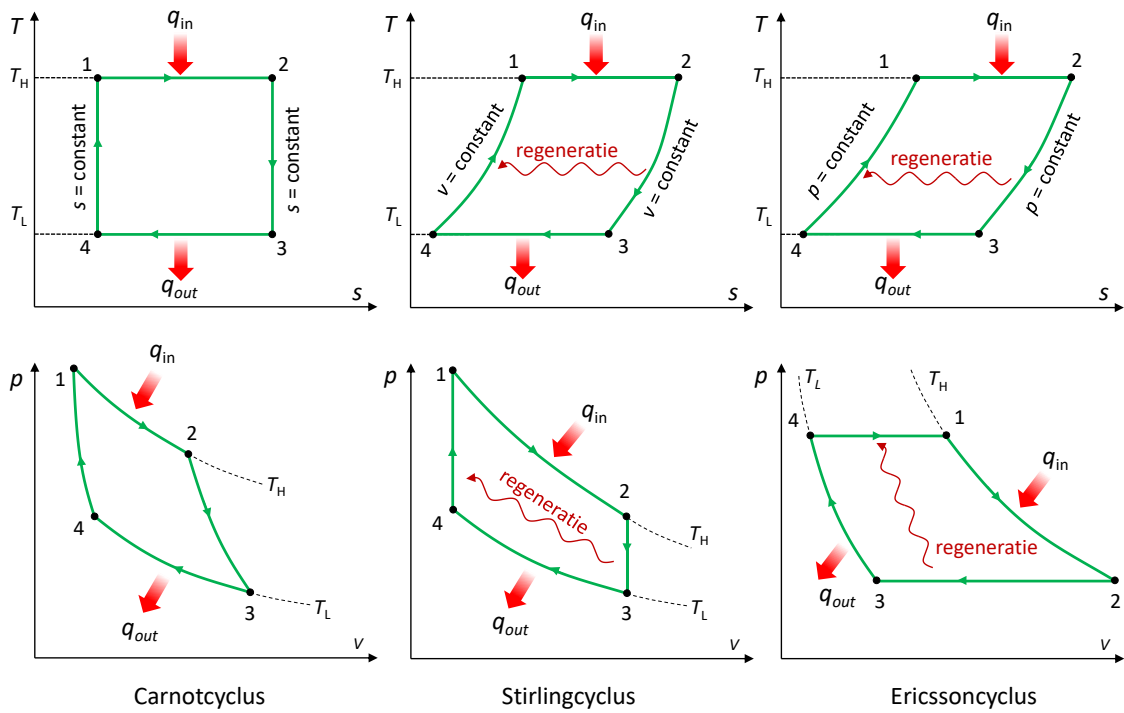 T
q_in
1
2
T_H
s = constant
s = constant
T_L
4
3
q_out
s
T
q_in
1
2
T_H
v = constant
regeneratie
v = constant
T_L
4
3
q_out
s
T
q_in
1
2
T_H
p = constant
regeneratie
p = constant
T_L
4
3
q_out
s
p
q_in
1
2
T_H
4
3
T_L
q_out
v
Carnotcyclus
p
1
q_in
regeneratie
2
4
T_H
3
T_L
q_out
v
Stirlingcyclus
p
T_L
T_H
4
1
q_in
regeneratie
q_out
3
2
v
Ericssoncyclus